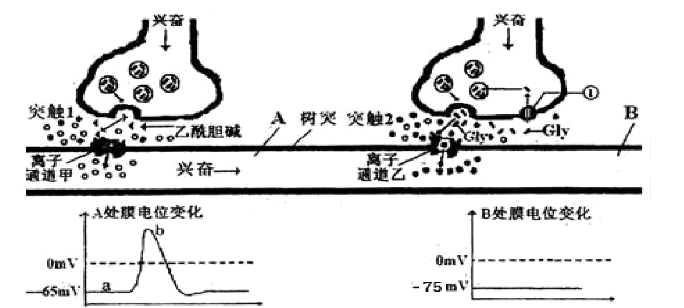 兴奋
兴奋
①
突触1
A
树突
突触2
B
乙酰胆碱
Gly
Gly
离子
通道甲
兴奋→
离子
通道乙
A处膜电位变化
b
0mV
a
-65mV
B处膜电位变化
0mV
-75mV